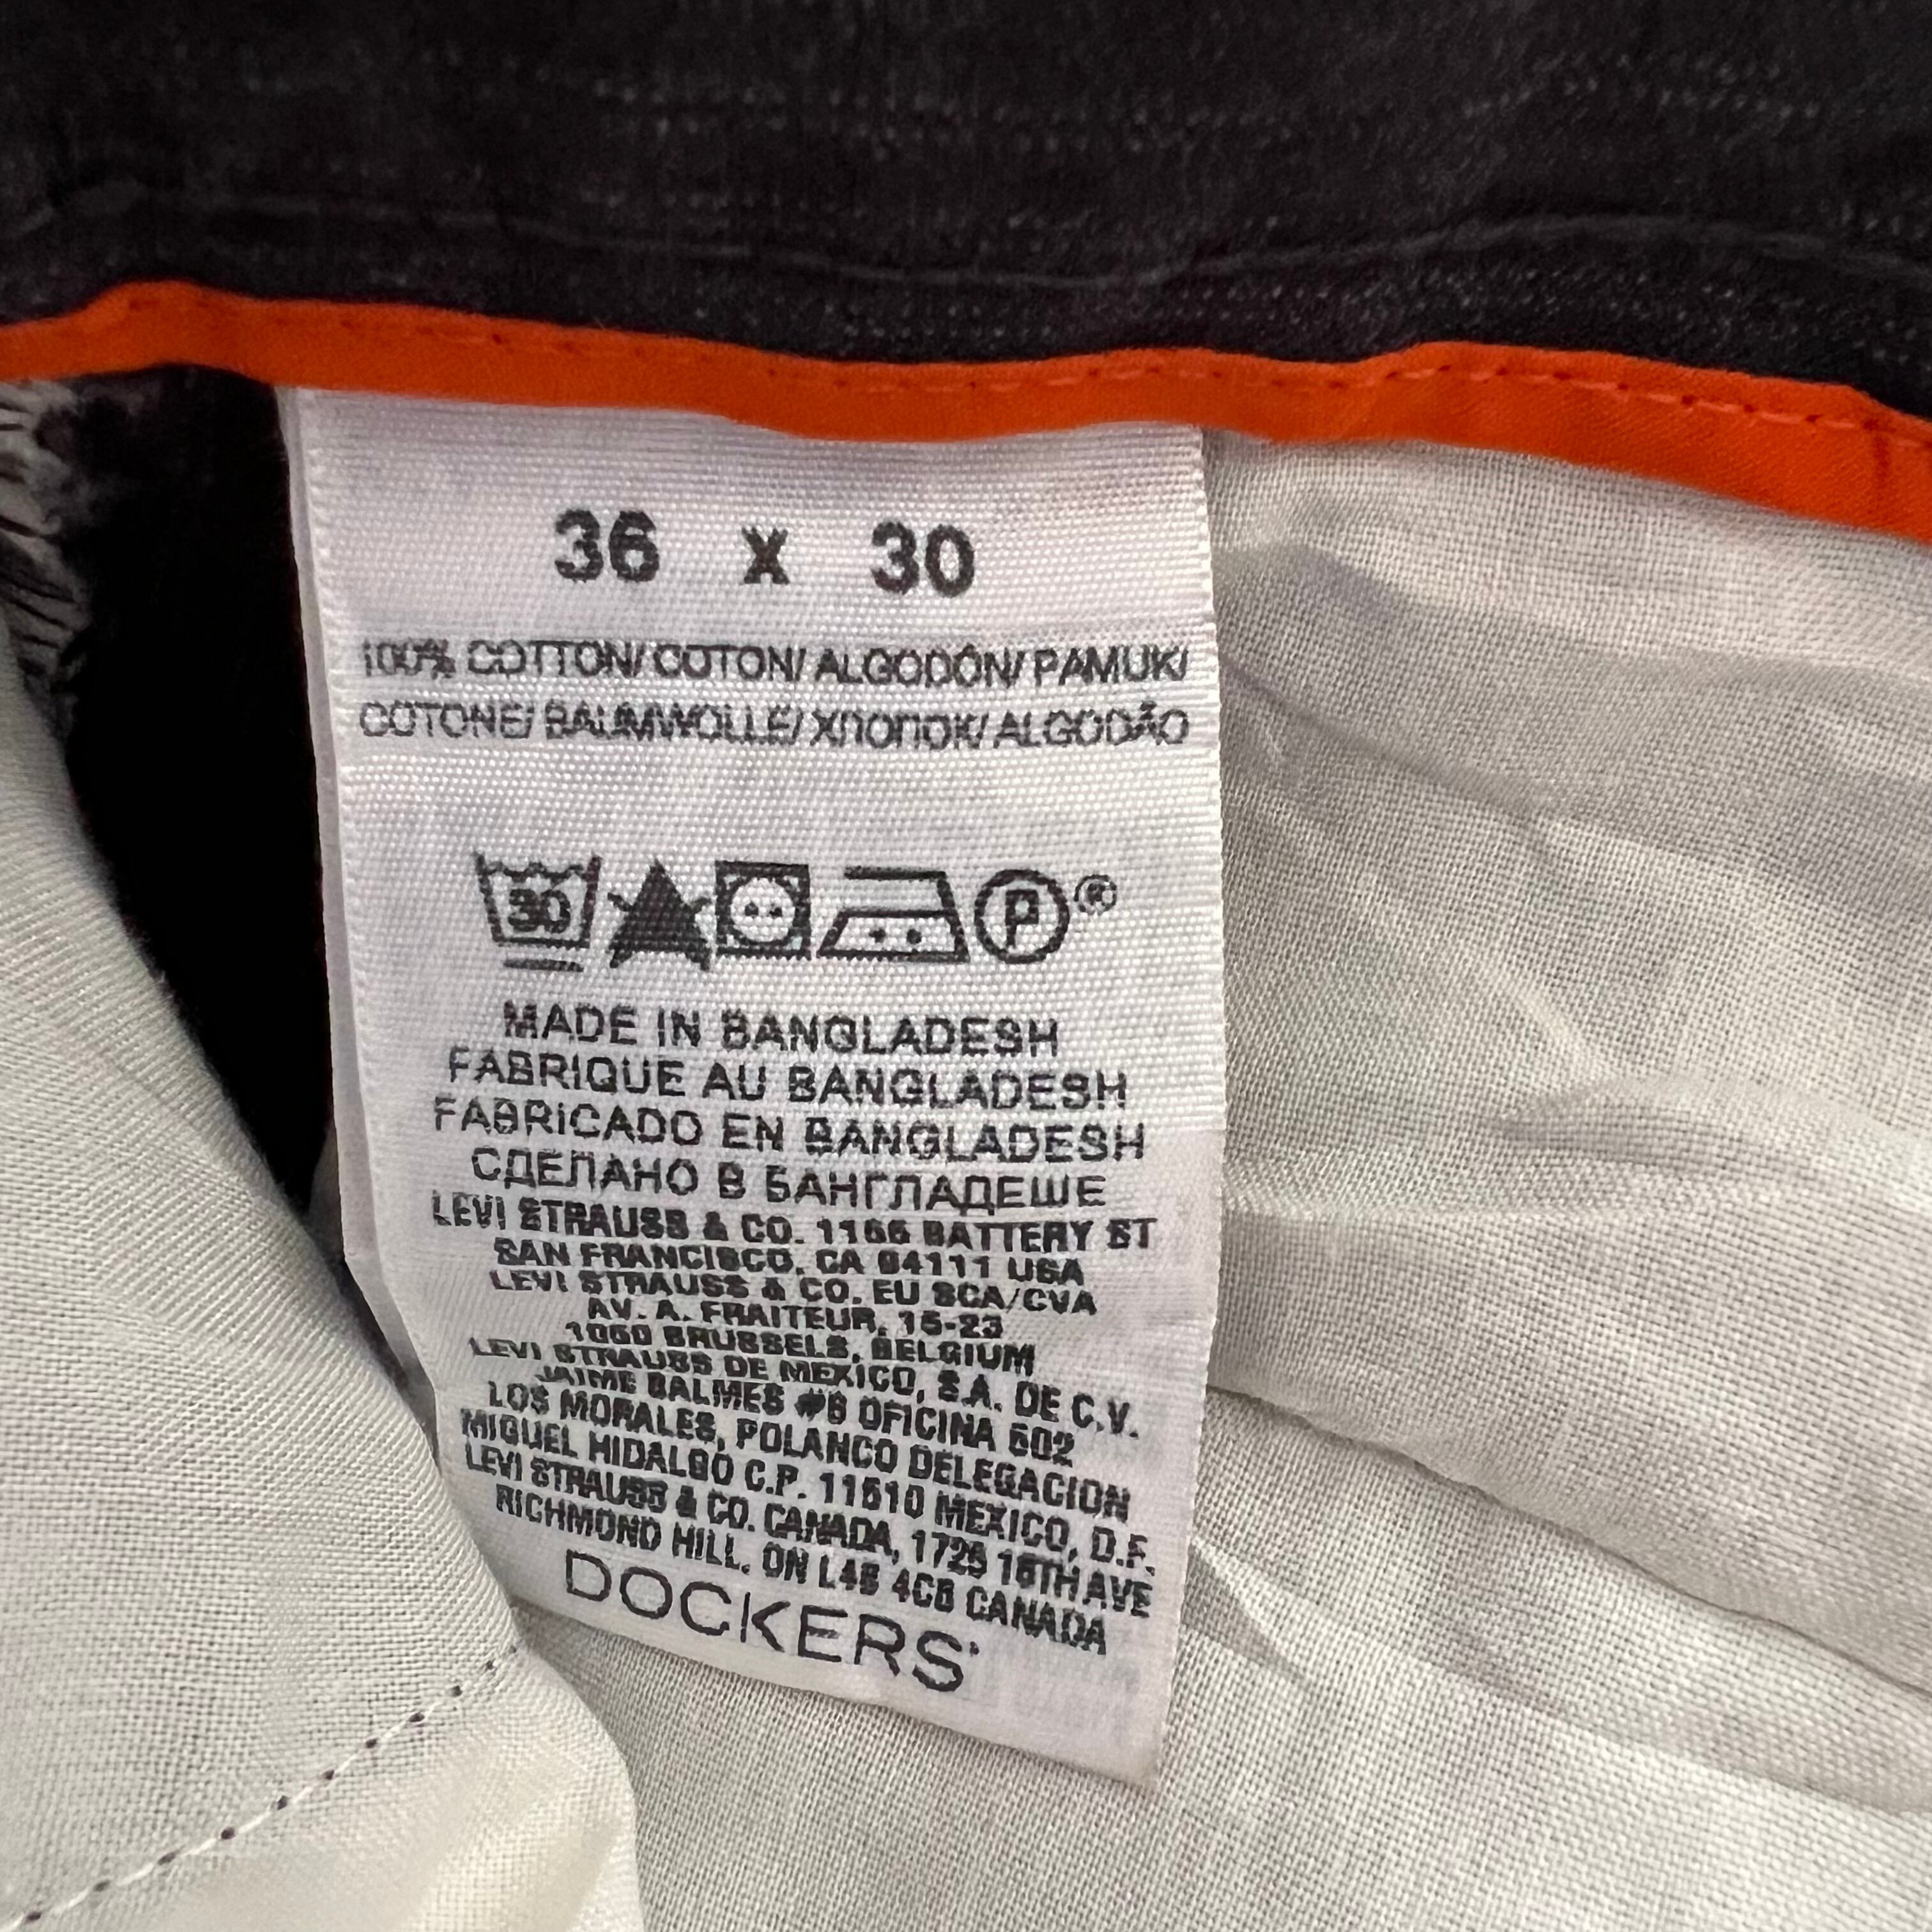 36 x 30
100% COTTON/ COTON/ ALGODÓN/ PAMUK/
COTONE/ BAUMWOLLE/ ХЛОПОК/ ALGODÃO
30 P ®
MADE IN BANGLADESH
FABRIQUE AU BANGLADESH
FABRICADO EN BANGLADESH
СДЕЛАНО В БАНГЛАДЕШЕ
LEVI STRAUSS & CO. 1155 BATTERY ST
SAN FRANCISCO, CA 94111 USA
LEVI STRAUSS & CO. EU SCA/CVA
AV. A. FRAITEUR, 15-23
1050 BRUSSELS, BELGIUM
LEVI STRAUSS DE MEXICO, S.A. DE C.V.
JAIME BALMES #8 OFICINA 602
LOS MORALES, POLANCO DELEGACION
MIGUEL HIDALGO C.P. 11510 MEXICO, D.F.
LEVI STRAUSS & CO. CANADA, 1725 16TH AVE
RICHMOND HILL, ON L4B 4C6 CANADA
DOCKERS